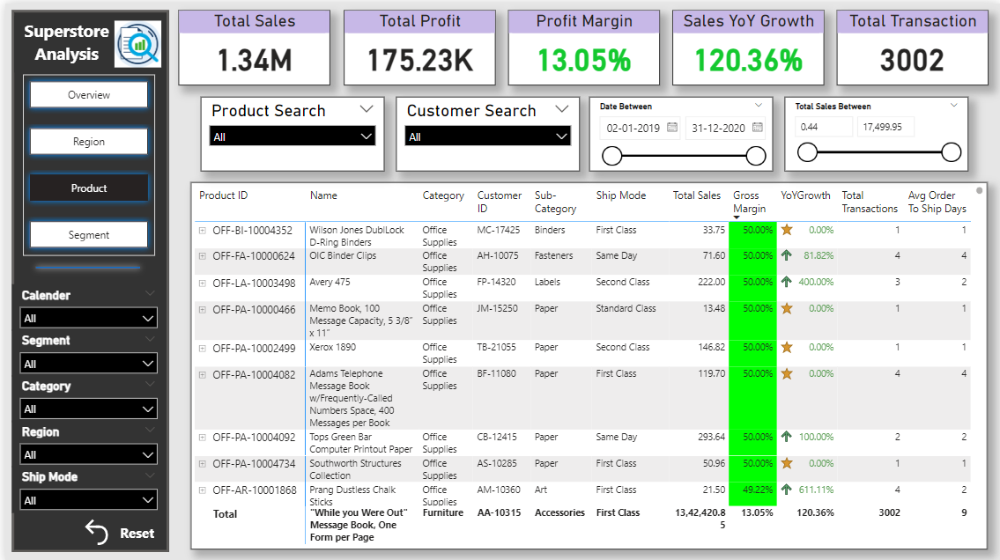 Superstore
Analysis
Overview
Region
Product
Segment
Calender
All
Segment
All
Category
All
Region
All
Ship Mode
All
Reset
Total Sales
1.34M
Total Profit
175.23K
Profit Margin
13.05%
Sales YoY Growth
120.36%
Total Transaction
3002
Product Search
All
Customer Search
All
Date Between
02-01-2019 31-12-2020
Total Sales Between
0.44 17,499.95
Product ID Name Category Customer ID Sub-Category Ship Mode Total Sales Gross Margin YoYGrowth Total Transactions Avg Order To Ship Days
OFF-BI-10004352 Wilson Jones DublLock D-Ring Binders Office Supplies MC-17425 Binders First Class 33.75 50.00% 0.00% 1 1
OFF-FA-10000624 OIC Binder Clips Office Supplies AH-10075 Fasteners Same Day 71.60 50.00% 81.82% 4 4
OFF-LA-10003498 Avery 475 Office Supplies FP-14320 Labels Second Class 222.00 50.00% 400.00% 3 2
OFF-PA-10000466 Memo Book, 100 Message Capacity, 5 3/8" x 11" Office Supplies JM-15250 Paper Standard Class 13.48 50.00% 0.00% 1 1
OFF-PA-10002499 Xerox 1890 Office Supplies TB-21055 Paper Second Class 146.82 50.00% 0.00% 1 1
OFF-PA-10004082 Adams Telephone Message Book w/Frequently-Called Numbers Space, 400 Messages per Book Office Supplies BF-11080 Paper First Class 119.70 50.00% 0.00% 4 4
OFF-PA-10004092 Tops Green Bar Computer Printout Paper Office Supplies CB-12415 Paper Same Day 293.64 50.00% 100.00% 2 2
OFF-PA-10004734 Southworth Structures Collection Office Supplies AS-10285 Paper First Class 50.96 50.00% 0.00% 1 1
OFF-AR-10001868 Prang Dustless Chalk Sticks Office Supplies AM-10360 Art First Class 21.50 49.22% 611.11% 4 2
Total "While you Were Out" Message Book, One Form per Page Furniture AA-10315 Accessories First Class 13,42,420.85 13.05% 120.36% 3002 9